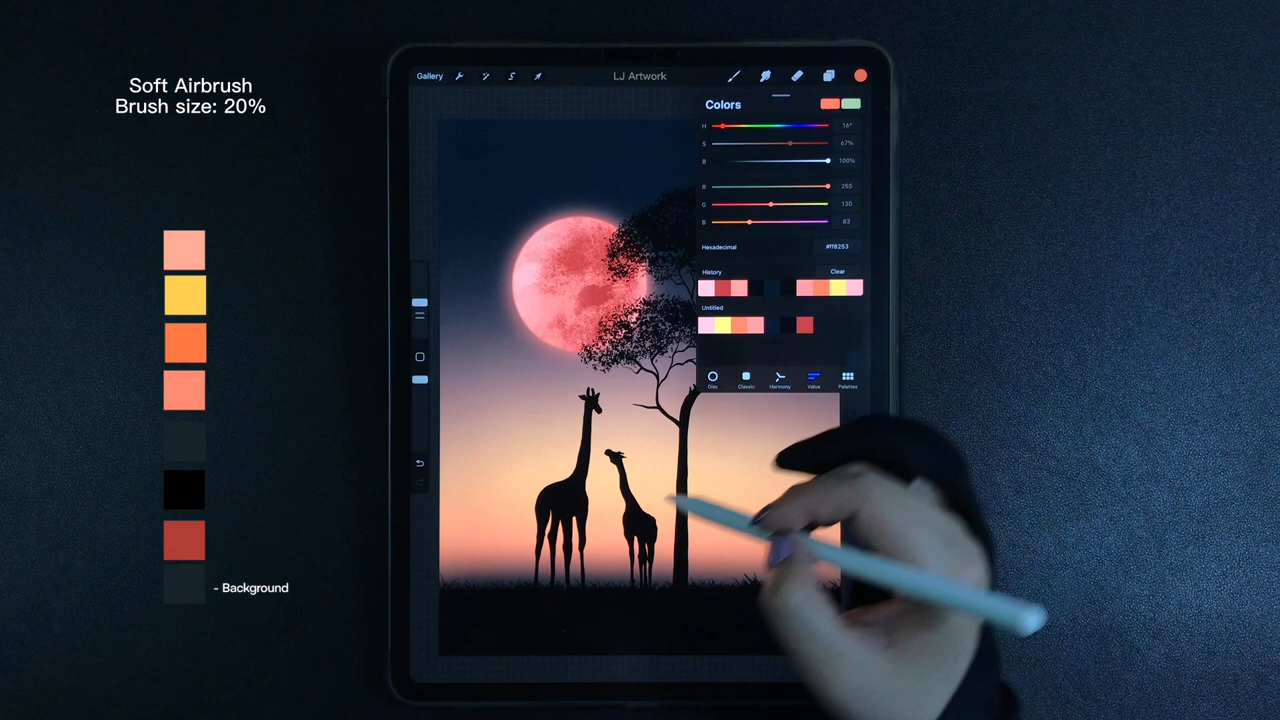 Soft Airbrush
Brush size: 20%
- Background
Gallery
LJ Artwork
Colors
H 16°
S 67%
B 100%
R 255
G 130
B 83
Hexadecimal #ff8253
History Clear
Untitled
Disc Classic Harmony Value Palettes